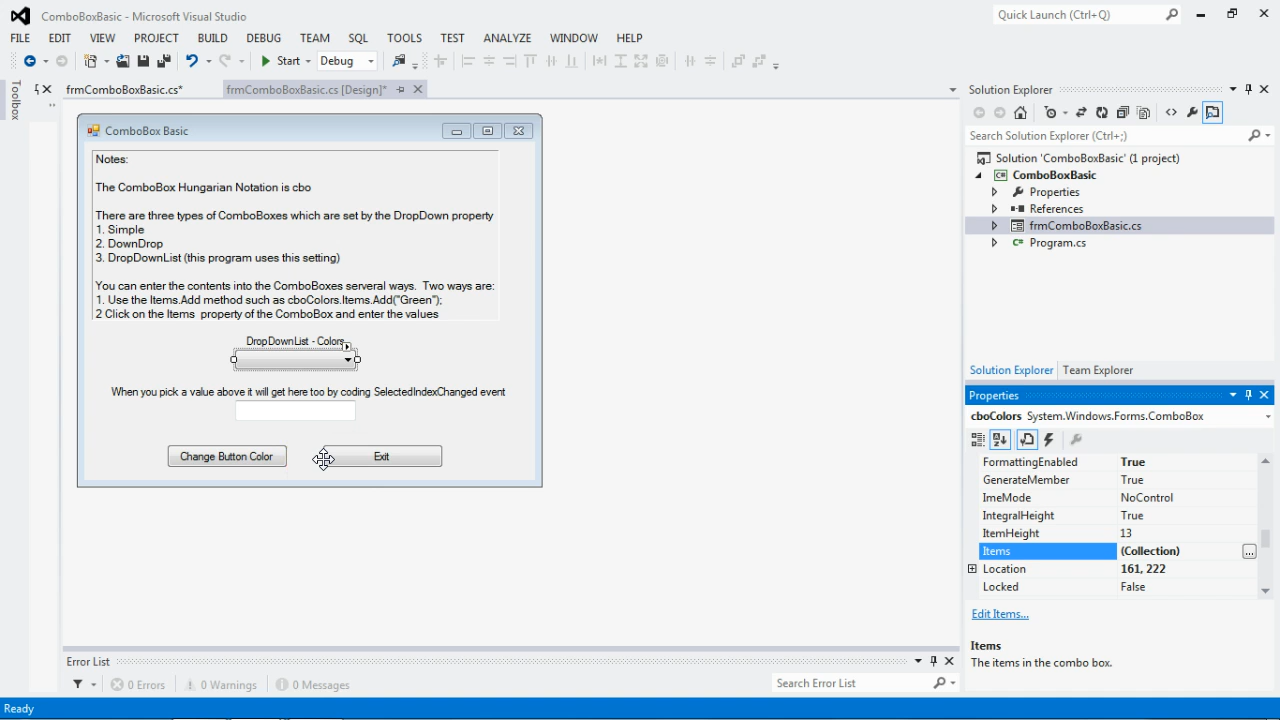 ComboBoxBasic - Microsoft Visual Studio
Quick Launch (Ctrl+Q)
FILE EDIT VIEW PROJECT BUILD DEBUG TEAM SQL TOOLS TEST ANALYZE WINDOW HELP
Start Debug
Toolbox
frmComboBoxBasic.cs*
frmComboBoxBasic.cs [Design]*
ComboBox Basic
Notes:
The ComboBox Hungarian Notation is cbo
There are three types of ComboBoxes which are set by the DropDown property
1. Simple
2. DownDrop
3. DropDownList (this program uses this setting)
You can enter the contents into the ComboBoxes serveral ways. Two ways are:
1. Use the Items.Add method such as cboColors.Items.Add("Green");
2 Click on the Items property of the ComboBox and enter the values
DropDownList - Colors
When you pick a value above it will get here too by coding SelectedIndexChanged event
Change Button Color
Exit
Solution Explorer
Search Solution Explorer (Ctrl+;)
Solution 'ComboBoxBasic' (1 project)
ComboBoxBasic
Properties
References
frmComboBoxBasic.cs
Program.cs
Solution Explorer Team Explorer
Properties
cboColors System.Windows.Forms.ComboBox
FormattingEnabled True
GenerateMember True
ImeMode NoControl
IntegralHeight True
ItemHeight 13
Items (Collection) ...
Location 161, 222
Locked False
Edit Items...
Items
The items in the combo box.
Error List
0 Errors 0 Warnings 0 Messages
Search Error List
Ready